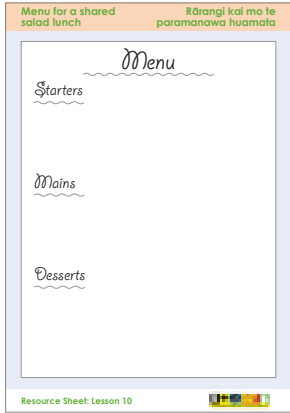 Menu for a shared
salad lunch
Rārangi kai mo te
paramanawa huamata
Menu
Starters
Mains
Desserts
Resource Sheet: Lesson 10